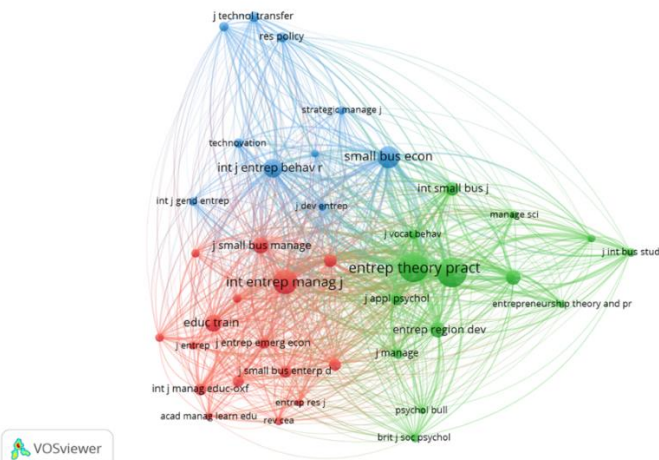 j technol transfer
res policy
strategic manage j
technovation
small bus econ
int j entrep behav r
int small bus j
int j gend entrep
j dev entrep
manage sci
j vocat behav
j small bus manage
j int bus stud
entrep theory pract
int entrep manag j
j appl psychol
entrepreneurship theory and pr
educ train
entrep region dev
j entrep
j entrep emerg econ
j manage
j small bus enterp d
int j manag educ-oxf
entrep res j
psychol bull
acad manag learn edu
rev cea
brit j soc psychol
VOSviewer